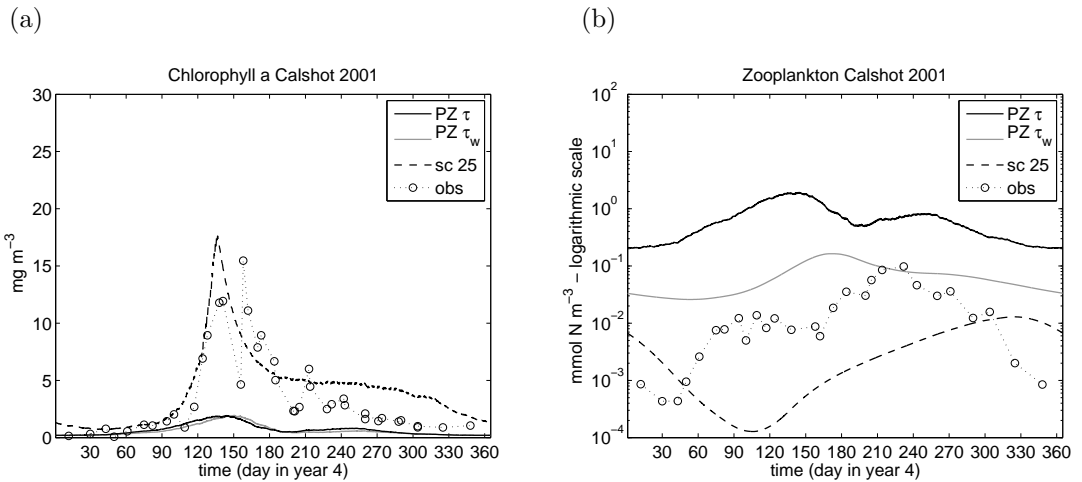 (a)
Chlorophyll a Calshot 2001
30
25
20
15
10
5
0
mg m⁻³
30 60 90 120 150 180 210 240 270 300 330 360
time (day in year 4)
PZ τ
PZ τw
sc 25
obs
(b)
Zooplankton Calshot 2001
10²
10¹
10⁰
10⁻¹
10⁻²
10⁻³
10⁻⁴
mmol N m⁻³ − logarithmic scale
30 60 90 120 150 180 210 240 270 300 330 360
time (day in year 4)
PZ τ
PZ τw
sc 25
obs